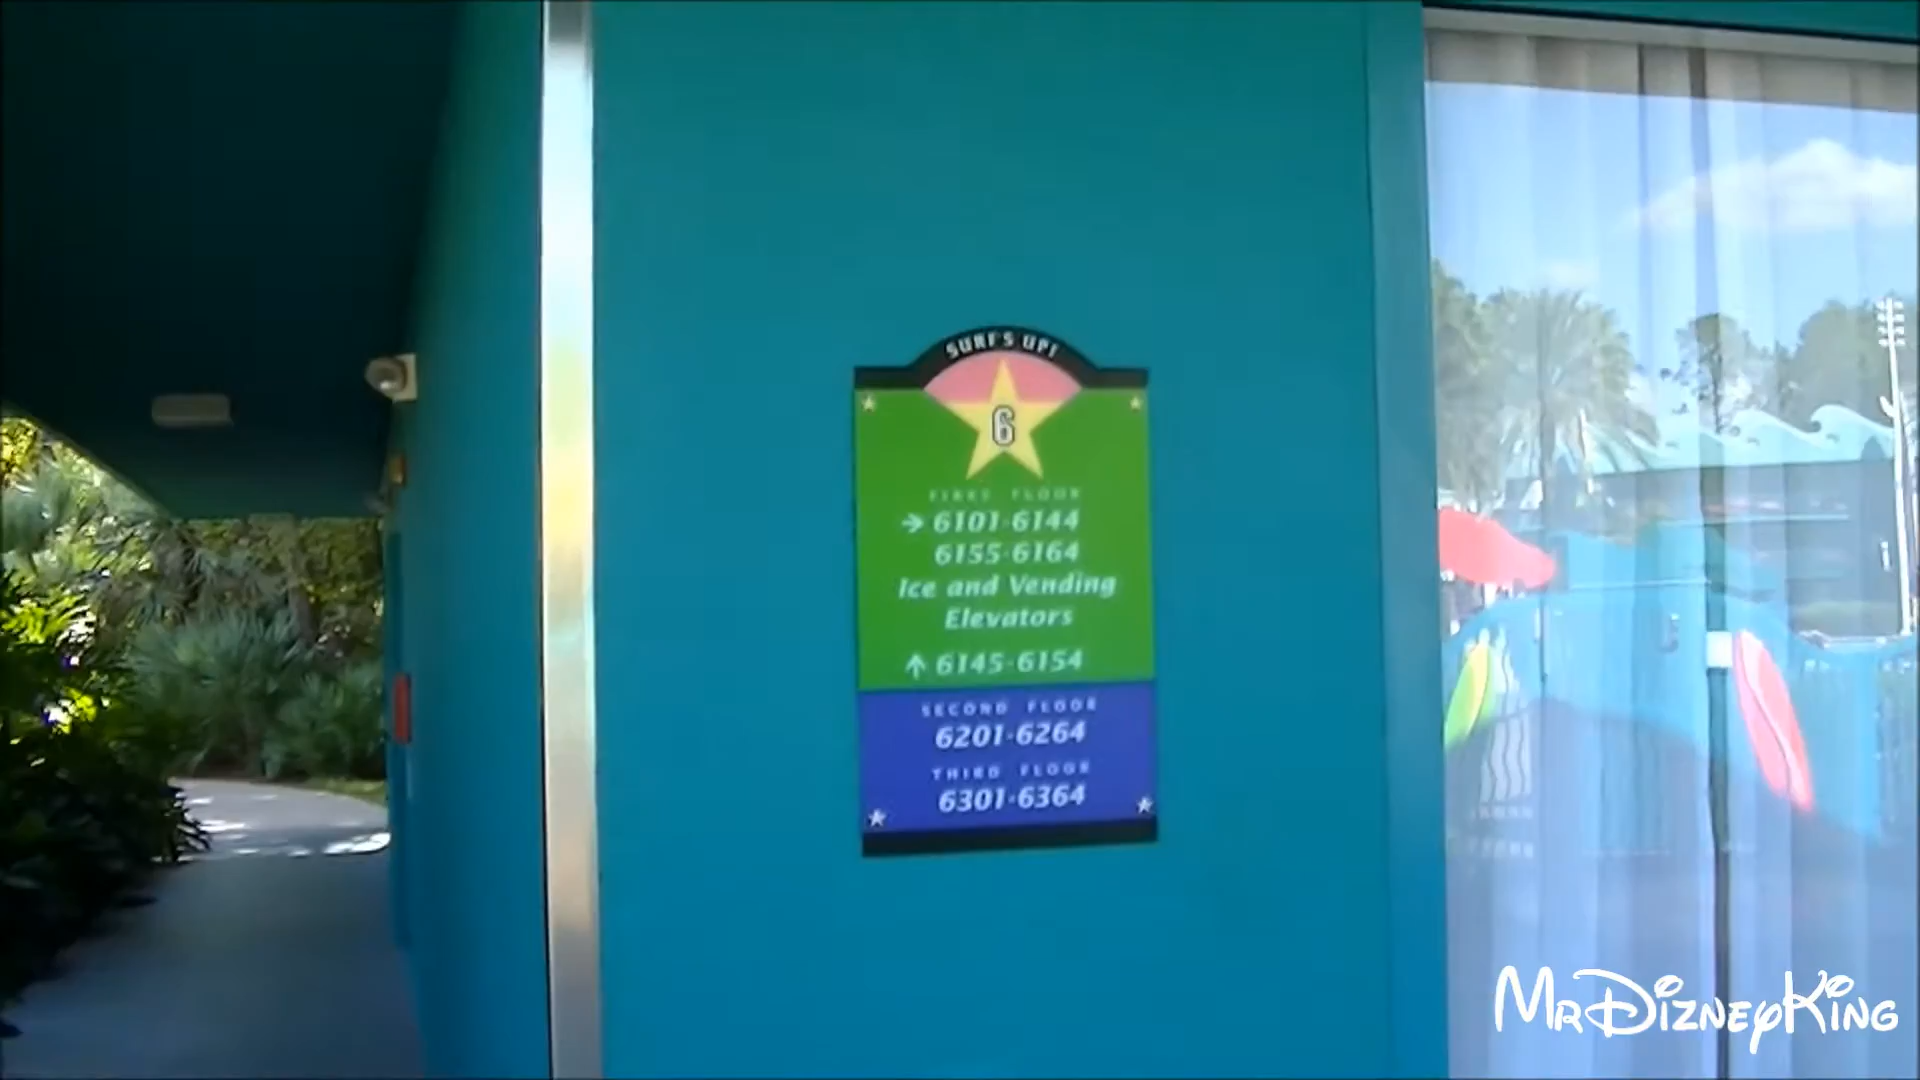 SURF'S UP!
6
FIRST FLOOR
→ 6101-6144
6155-6164
Ice and Vending
Elevators
↑ 6145-6154
SECOND FLOOR
6201-6264
THIRD FLOOR
6301-6364
MRDIZNEYKING